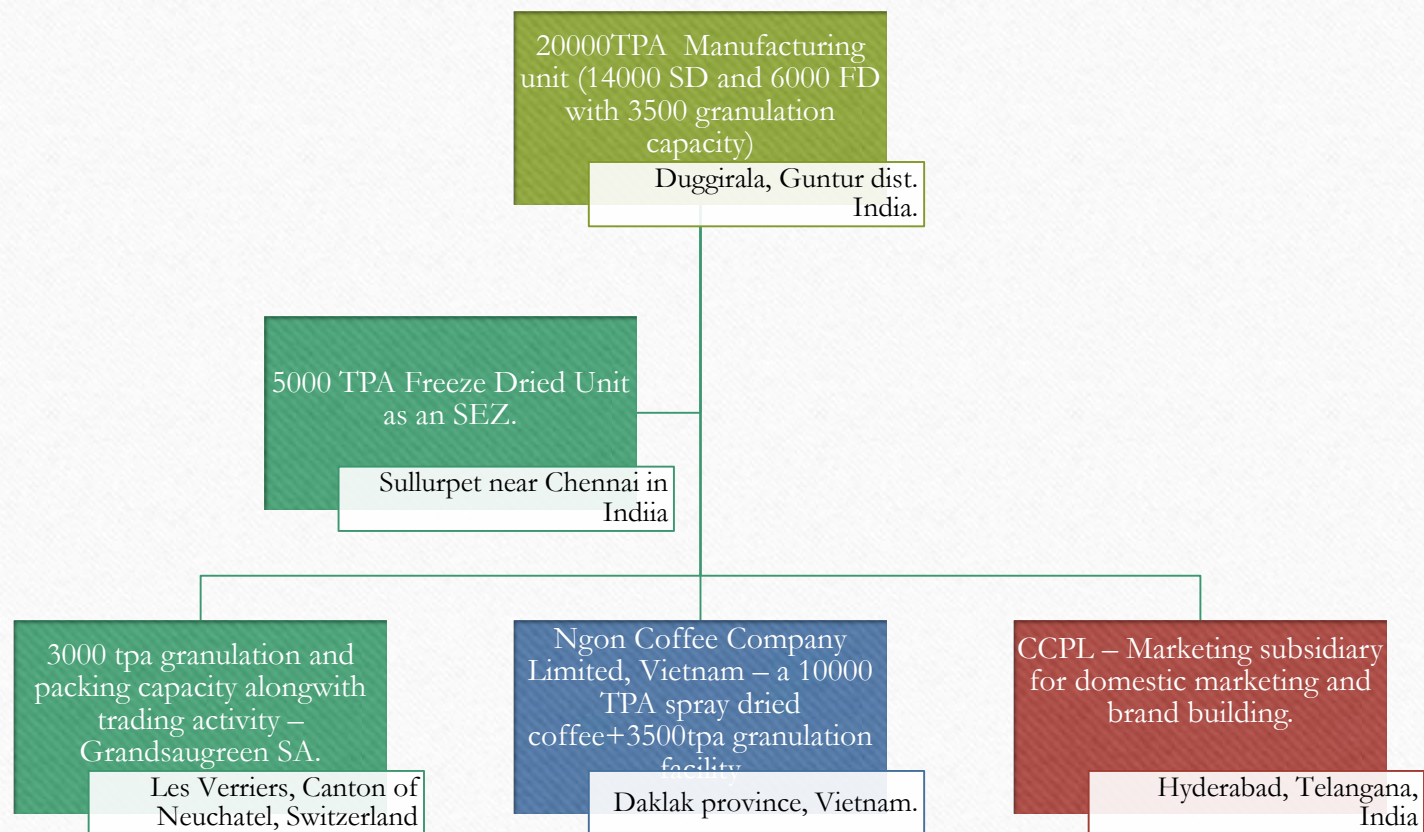 20000TPA Manufacturing
unit (14000 SD and 6000 FD
with 3500 granulation
capacity)
Duggirala, Guntur dist.
India.
5000 TPA Freeze Dried Unit
as an SEZ.
Sullurpet near Chennai in
Indiia
3000 tpa granulation and
packing capacity alongwith
trading activity –
Grandsaugreen SA.
Les Verriers, Canton of
Neuchatel, Switzerland
Ngon Coffee Company
Limited, Vietnam – a 10000
TPA spray dried
coffee+3500tpa granulation
facility
Daklak province, Vietnam.
CCPL – Marketing subsidiary
for domestic marketing and
brand building.
Hyderabad, Telangana,
India